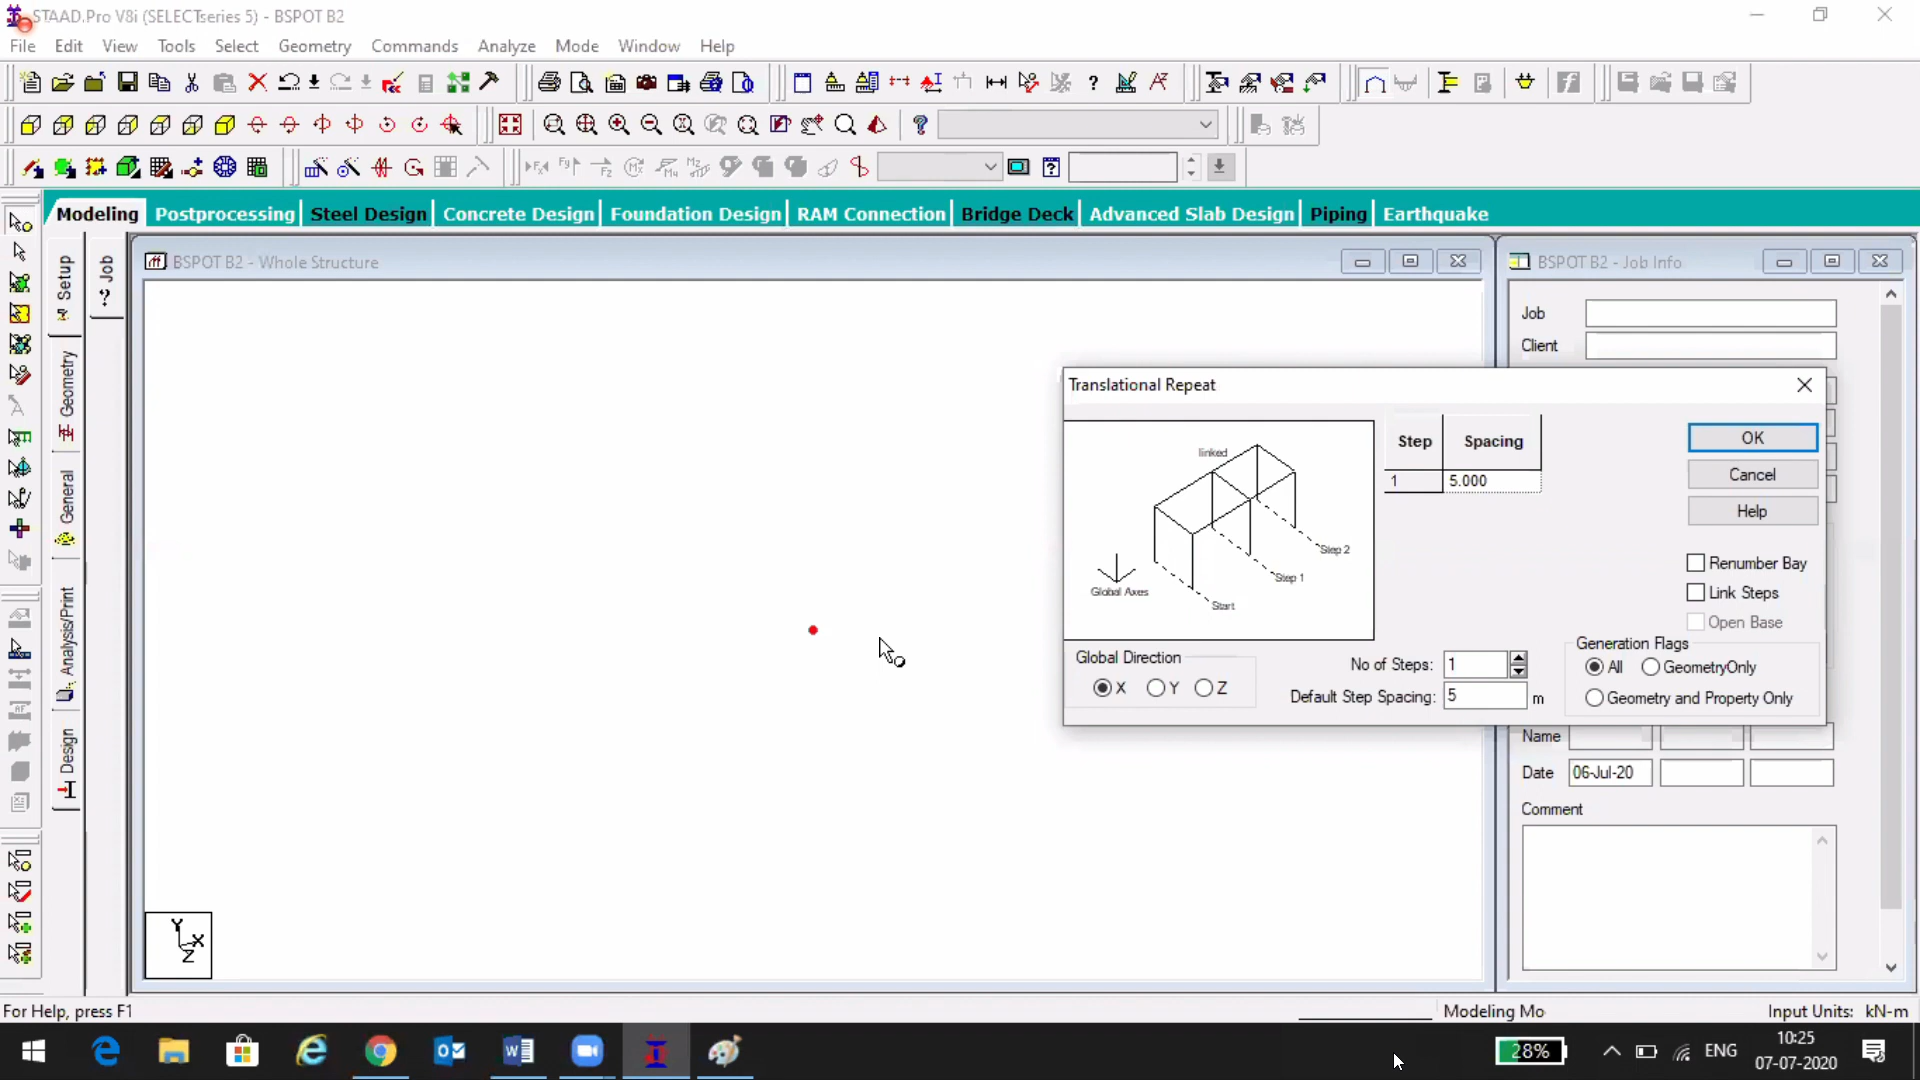 STAAD.Pro V8i (SELECTseries 5) - BSPOT B2
File Edit View Tools Select Geometry Commands Analyze Mode Window Help
Modeling Postprocessing Steel Design Concrete Design Foundation Design RAM Connection Bridge Deck Advanced Slab Design Piping Earthquake
Setup
Geometry
General
Analysis/Print
Design
Job
BSPOT B2 - Whole Structure
BSPOT B2 - Job Info
Job
Client
Translational Repeat
linked
Step 2
Step 1
Start
Global Axes
Step Spacing
1 5.000
OK
Cancel
Help
Renumber Bay
Link Steps
Open Base
Global Direction
X Y Z
No of Steps: 1
Default Step Spacing: 5 m
Generation Flags
All GeometryOnly
Geometry and Property Only
Name
Date 06-Jul-20
Comment
Y
X
Z
For Help, press F1
Modeling Mo
Input Units: kN-m
28%
ENG
10:25
07-07-2020